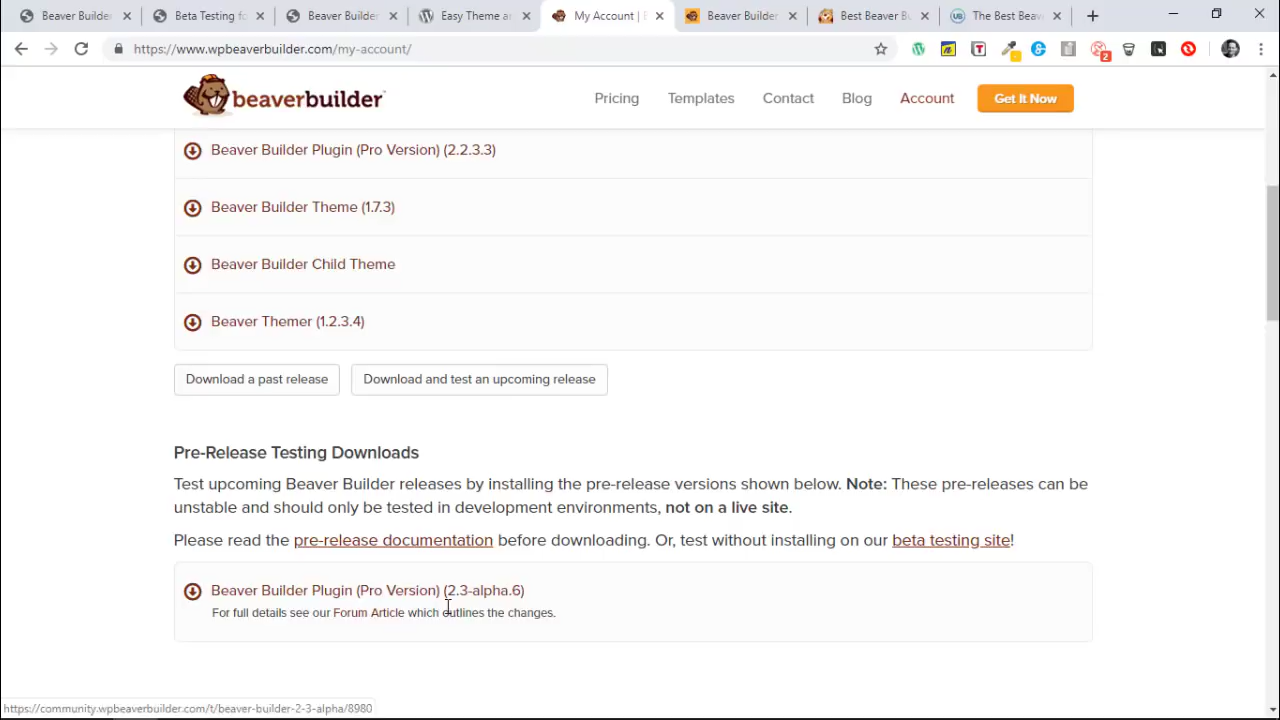 Beaver Builder
Beta Testing fo
Beaver Builder
Easy Theme an
My Account | B
Beaver Builder
Best Beaver Bu
The Best Beave
https://www.wpbeaverbuilder.com/my-account/
2
beaverbuilder
Pricing
Templates
Contact
Blog
Account
Get It Now
Beaver Builder Plugin (Pro Version) (2.2.3.3)
Beaver Builder Theme (1.7.3)
Beaver Builder Child Theme
Beaver Themer (1.2.3.4)
Download a past release
Download and test an upcoming release
Pre-Release Testing Downloads
Test upcoming Beaver Builder releases by installing the pre-release versions shown below. Note: These pre-releases can be
unstable and should only be tested in development environments, not on a live site.
Please read the pre-release documentation before downloading. Or, test without installing on our beta testing site!
Beaver Builder Plugin (Pro Version) (2.3-alpha.6)
For full details see our Forum Article which outlines the changes.
https://community.wpbeaverbuilder.com/t/beaver-builder-2-3-alpha/8980